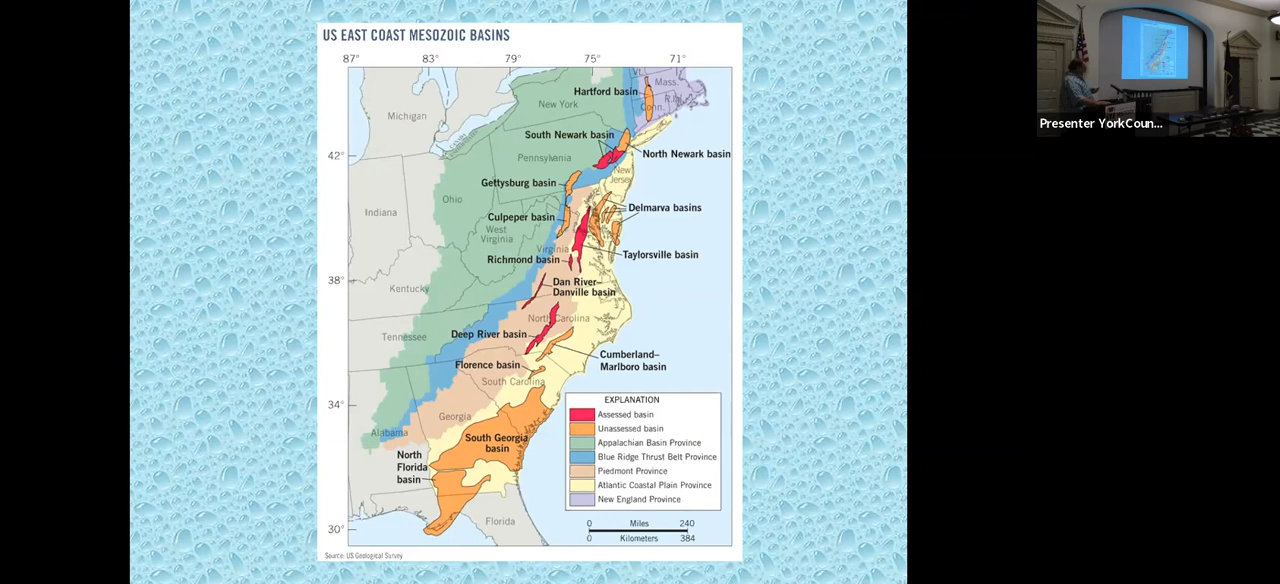 US EAST COAST MESOZOIC BASINS
87° 83° 79° 75° 71°
Vt.
Mass.
Hartford basin
R.I.
Conn.
New York
Michigan
South Newark basin
42°
Pennsylvania
North Newark basin
New
Jersey
Gettysburg basin
Ohio
Delmarva basins
Indiana
Culpeper basin
West
Virginia
Virginia
Taylorsville basin
Richmond basin
38°
Dan River–
Danville basin
Kentucky
North Carolina
Deep River basin
Tennessee
Cumberland–
Marlboro basin
Florence basin
South Carolina
34°
Georgia
Alabama
South Georgia
basin
North
Florida
basin
Florida
30°
EXPLANATION
Assessed basin
Unassessed basin
Appalachian Basin Province
Blue Ridge Thrust Belt Province
Piedmont Province
Atlantic Coastal Plain Province
New England Province
0 Miles 240
0 Kilometers 384
Source: US Geological Survey
Presenter YorkCoun...